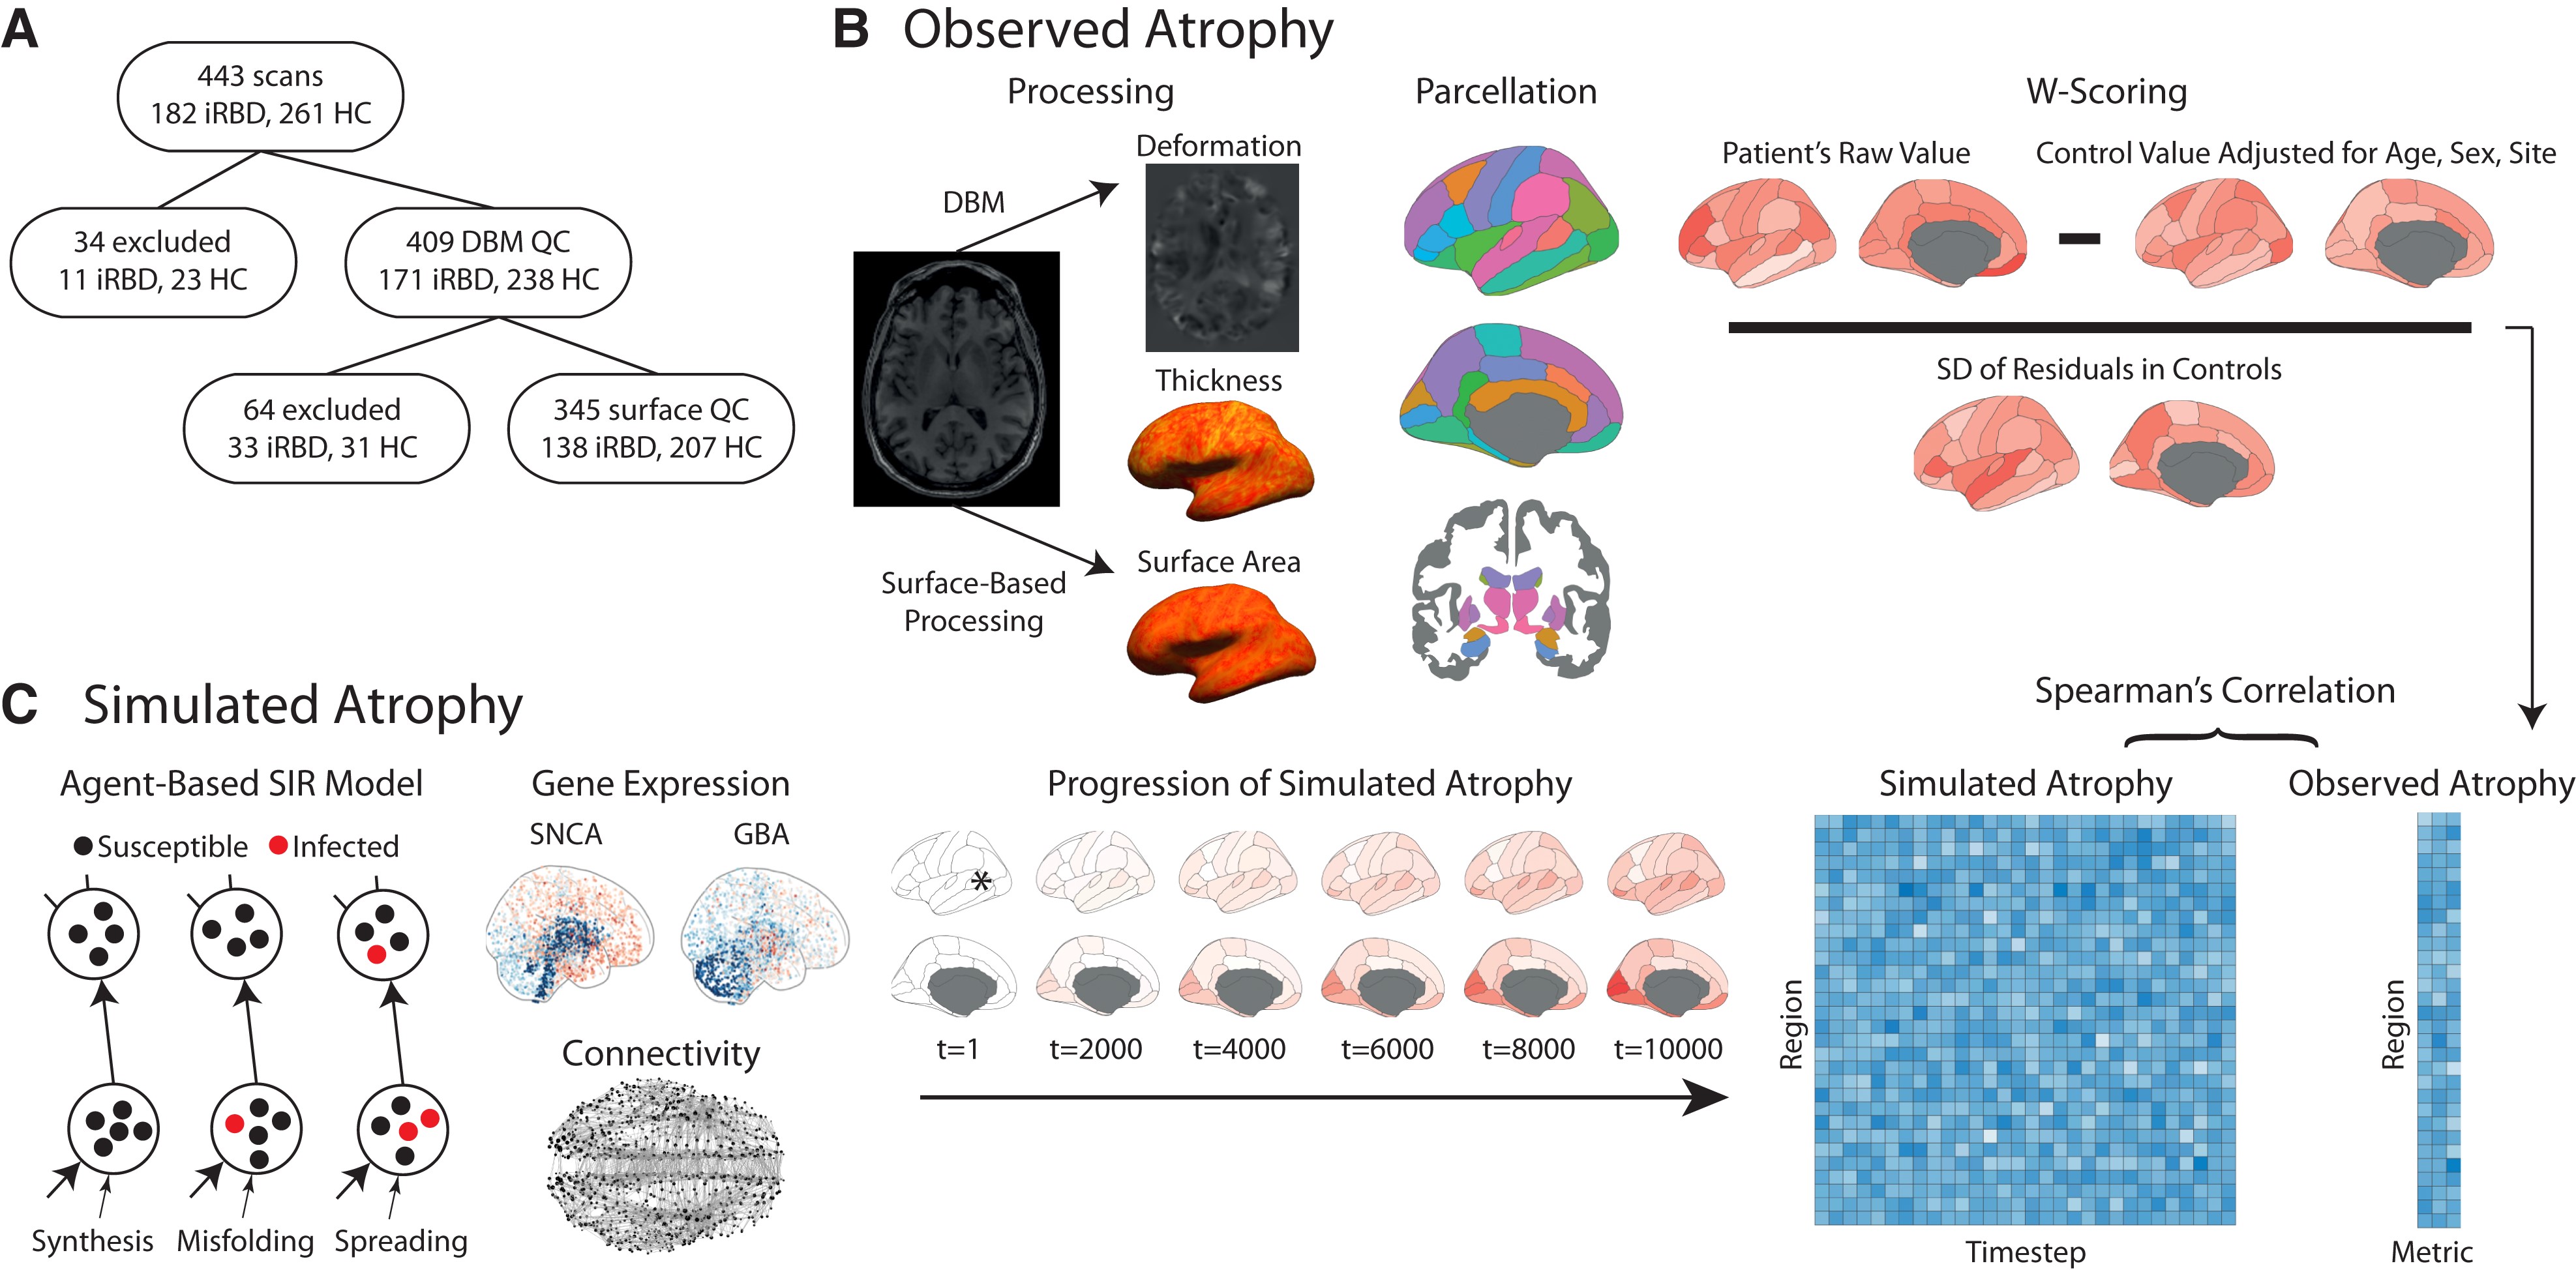 A
443 scans
182 iRBD, 261 HC
34 excluded
11 iRBD, 23 HC
409 DBM QC
171 iRBD, 238 HC
64 excluded
33 iRBD, 31 HC
345 surface QC
138 iRBD, 207 HC
B Observed Atrophy
Processing
Parcellation
W-Scoring
DBM
Deformation
Thickness
Surface Area
Surface-Based
Processing
Patient's Raw Value
Control Value Adjusted for Age, Sex, Site
SD of Residuals in Controls
C Simulated Atrophy
Agent-Based SIR Model
Susceptible
Infected
Synthesis
Misfolding
Spreading
Gene Expression
SNCA
GBA
Connectivity
Progression of Simulated Atrophy
*
t=1
t=2000
t=4000
t=6000
t=8000
t=10000
Spearman's Correlation
Simulated Atrophy
Observed Atrophy
Region
Timestep
Region
Metric